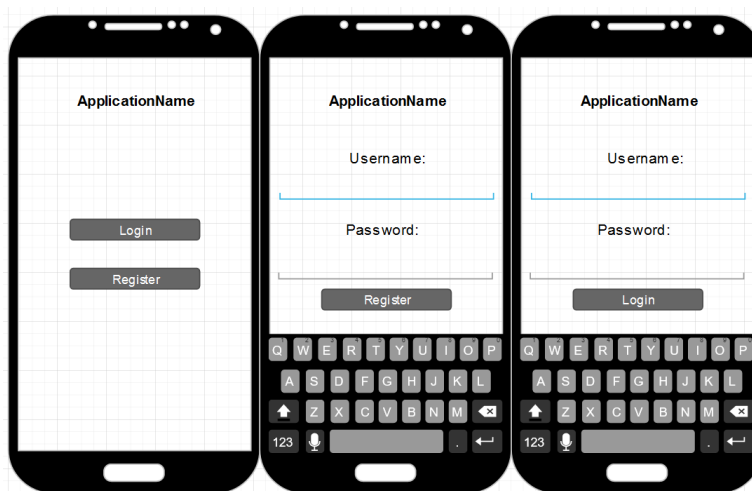 ApplicationName
Login
Register
ApplicationName
Username:
Password:
Register
Q W E R T Y U I O P
A S D F G H J K L
Z X C V B N M
123 .
ApplicationName
Username:
Password:
Login
Q W E R T Y U I O P
A S D F G H J K L
Z X C V B N M
123 .